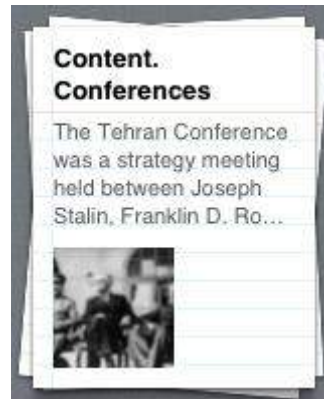 Content.
Conferences
The Tehran Conference
was a strategy meeting
held between Joseph
Stalin, Franklin D. Ro...